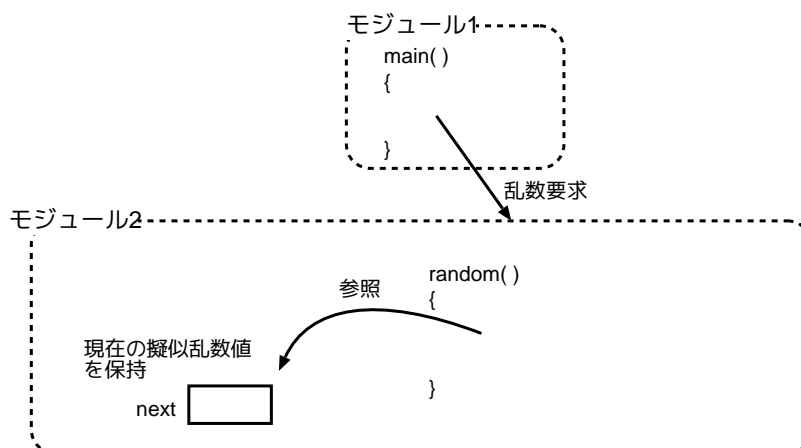 モジュール1
main( )
{
}
乱数要求
モジュール2
random( )
参照
{
現在の擬似乱数値
を保持
}
next